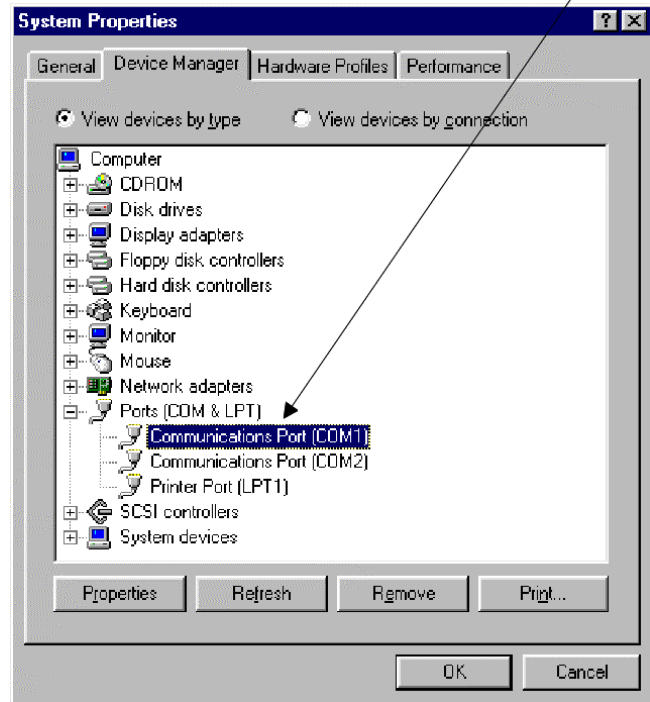 System Properties
General Device Manager Hardware Profiles Performance
View devices by type View devices by connection
Computer
CDROM
Disk drives
Display adapters
Floppy disk controllers
Hard disk controllers
Keyboard
Monitor
Mouse
Network adapters
Ports (COM & LPT)
Communications Port (COM1)
Communications Port (COM2)
Printer Port (LPT1)
SCSI controllers
System devices
Properties Refresh Remove Print...
OK Cancel